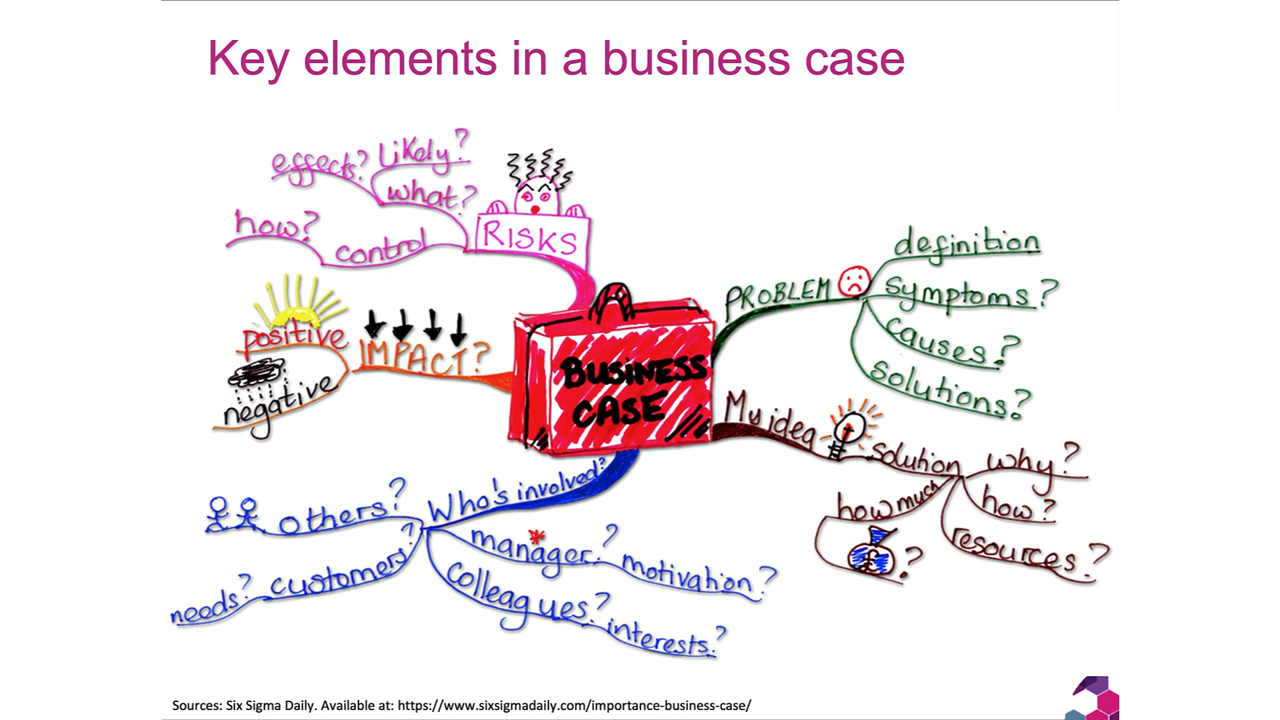 Key elements in a business case
effects? Likely?
what?
how? control
RISKS
PROBLEM
definition
symptoms?
causes?
solutions?
positive
negative
IMPACT?
BUSINESS
CASE
My idea
solution
why?
how much
how?
£?
resources?
Who's involved?
others?
manager?
motivation?
customers?
needs?
colleagues?
interests?
Sources: Six Sigma Daily. Available at: https://www.sixsigmadaily.com/importance-business-case/